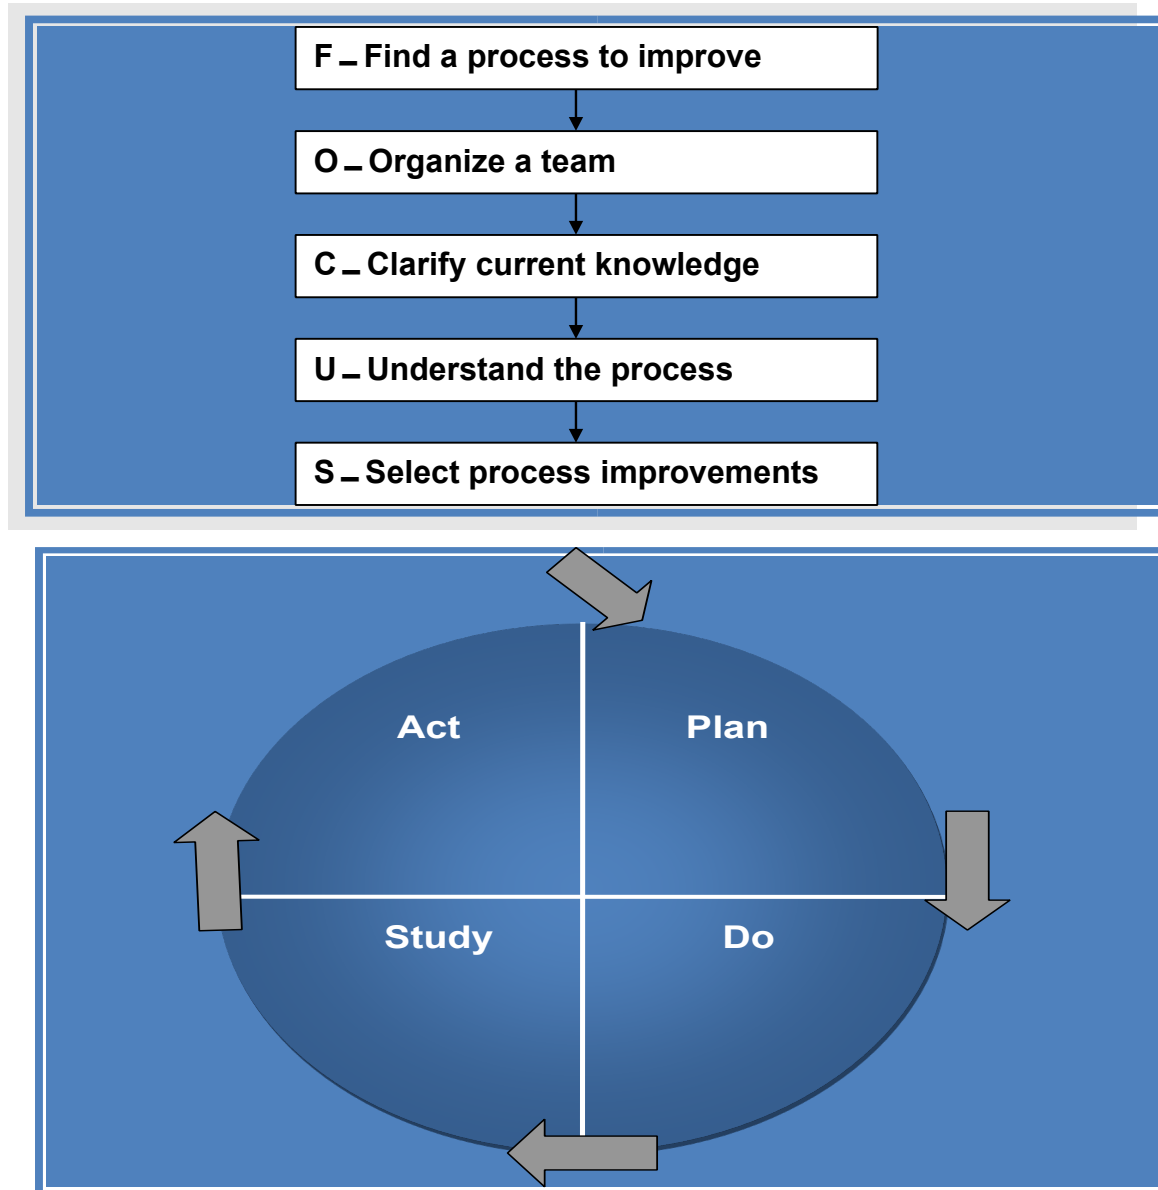 F – Find a process to improve
O – Organize a team
C – Clarify current knowledge
U – Understand the process
S – Select process improvements
Act Plan
Study Do